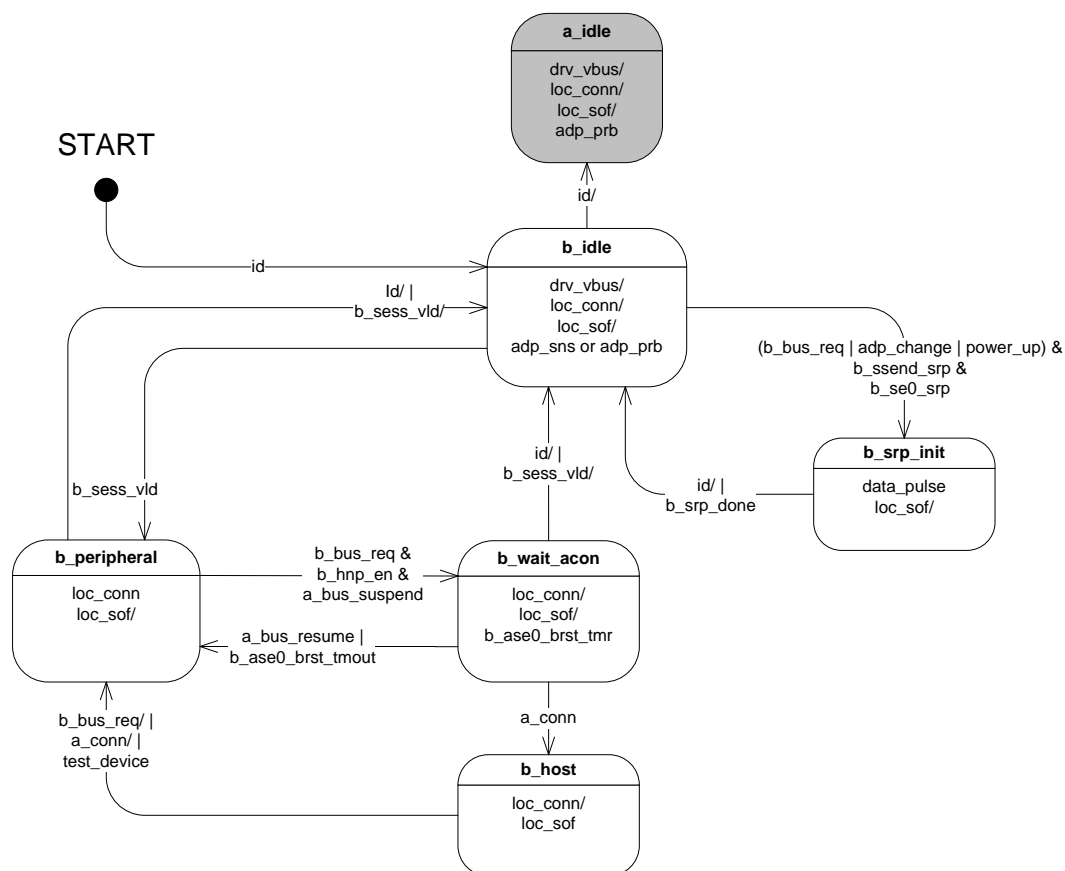 a_idle
drv_vbus/
loc_conn/
loc_sof/
adp_prb
START
id/
id
b_idle
drv_vbus/
loc_conn/
loc_sof/
adp_sns or adp_prb
Id/ |
b_sess_vld/
(b_bus_req | adp_change | power_up) &
b_ssend_srp &
b_se0_srp
b_sess_vld
id/ |
b_sess_vld/
id/ |
b_srp_done
b_srp_init
data_pulse
loc_sof/
b_peripheral
loc_conn
loc_sof/
b_bus_req &
b_hnp_en &
a_bus_suspend
b_wait_acon
loc_conn/
loc_sof/
b_ase0_brst_tmr
a_bus_resume |
b_ase0_brst_tmout
b_bus_req/ |
a_conn/ |
test_device
a_conn
b_host
loc_conn/
loc_sof